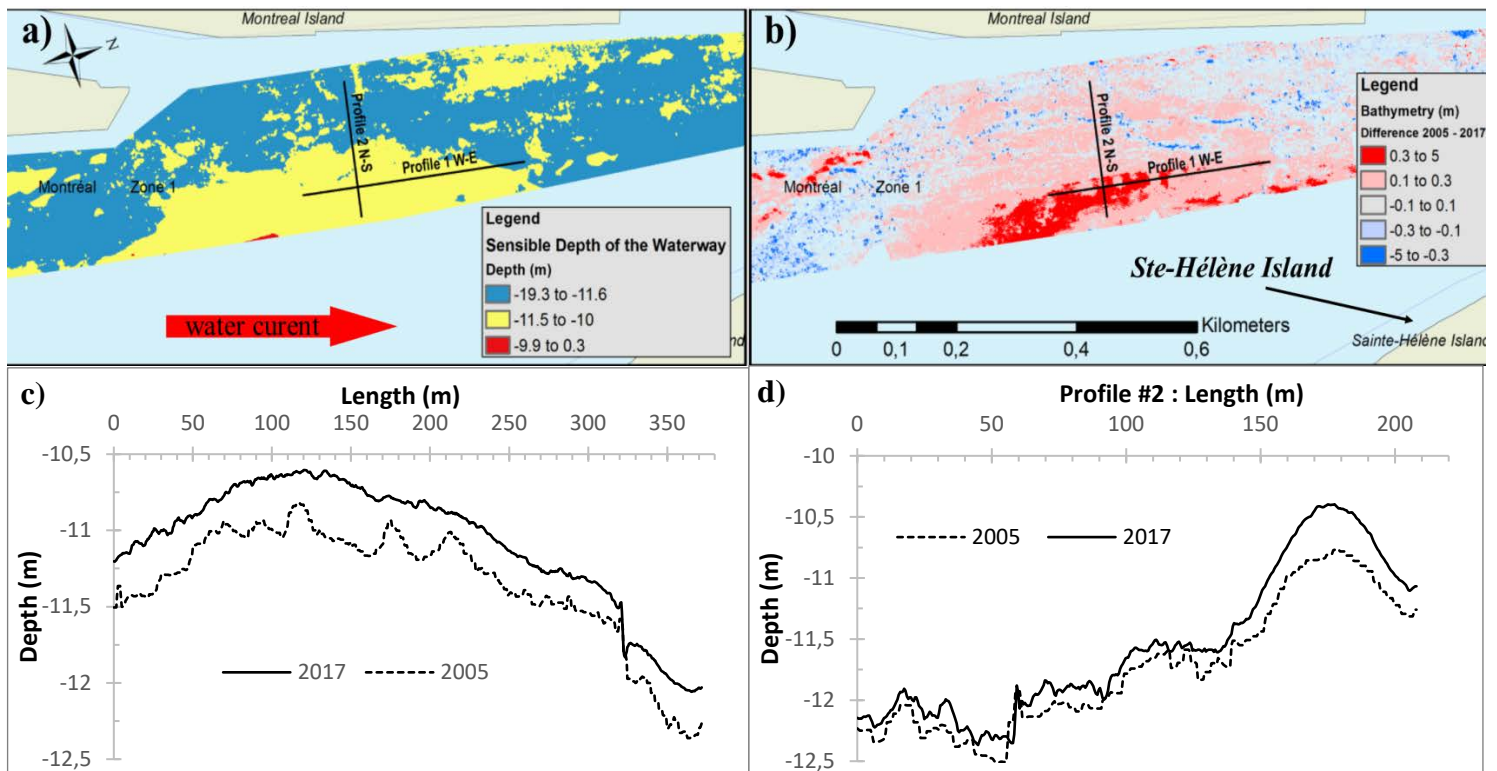 a)
Montreal Island
N
Profile 2 N-S
Profile 1 W-E
Montréal
Zone 1
Legend
Sensible Depth of the Waterway
Depth (m)
-19.3 to -11.6
-11.5 to -10
-9.9 to 0.3
water curent
nd
b)
Montreal Island
Legend
Bathymetry (m)
Difference 2005 - 2017
0.3 to 5
0.1 to 0.3
-0.1 to 0.1
-0.3 to -0.1
-5 to -0.3
Profile 2 N-S
Profile 1 W-E
Montréal
Zone 1
Ste-Hélène Island
Kilometers
0 0,1 0,2 0,4 0,6
Sainte-Hélène Island
c)
Length (m)
0 50 100 150 200 250 300 350
-10,5
-11
-11,5
-12
-12,5
Depth (m)
2017 2005
d)
Profile #2 : Length (m)
0 50 100 150 200
-10
-10,5
-11
-11,5
-12
-12,5
Depth (m)
2005 2017